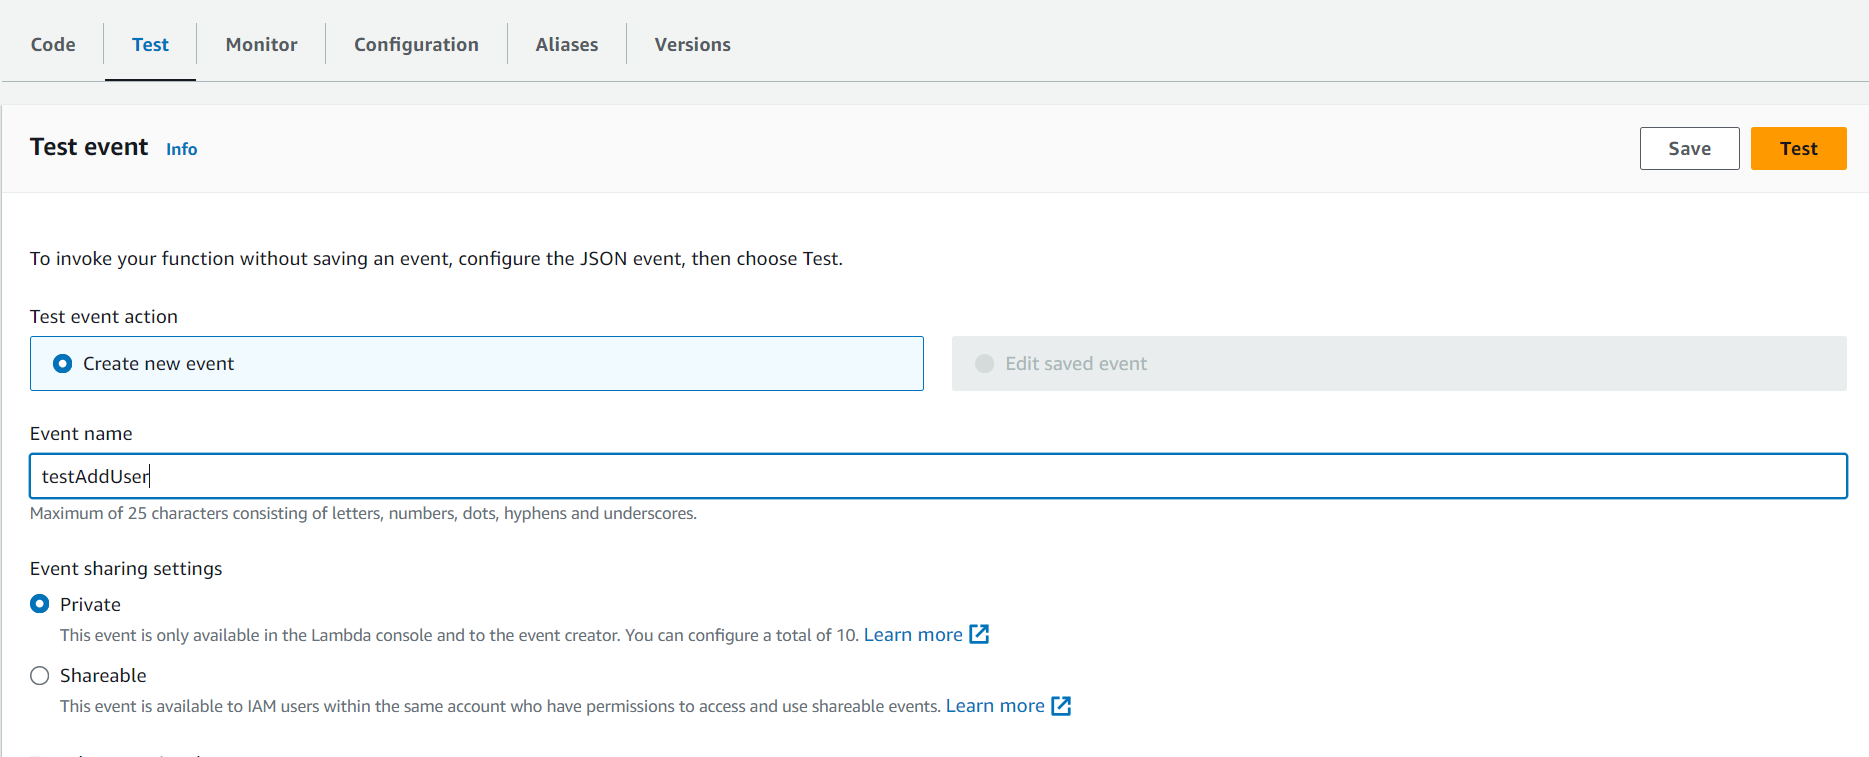 Code Test Monitor Configuration Aliases Versions
Test event Info Save Test
To invoke your function without saving an event, configure the JSON event, then choose Test.
Test event action
Create new event Edit saved event
Event name
testAddUser
Maximum of 25 characters consisting of letters, numbers, dots, hyphens and underscores.
Event sharing settings
Private
This event is only available in the Lambda console and to the event creator. You can configure a total of 10. Learn more
Shareable
This event is available to IAM users within the same account who have permissions to access and use shareable events. Learn more